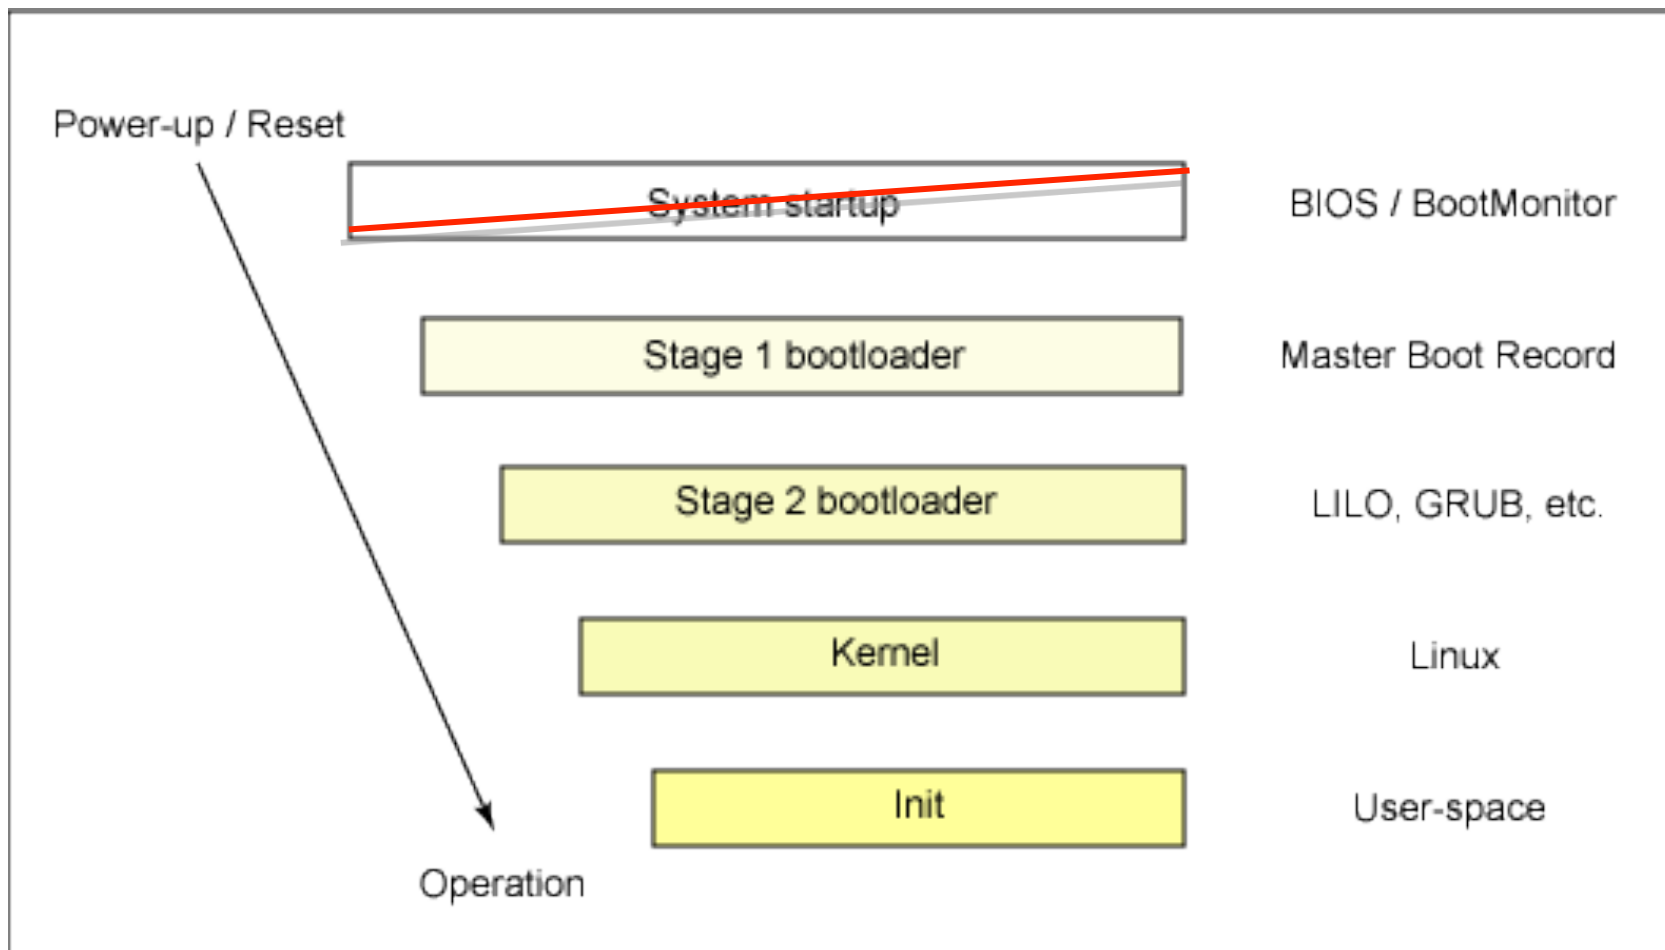 Power-up / Reset
System startup
BIOS / BootMonitor
Stage 1 bootloader
Master Boot Record
Stage 2 bootloader
LILO, GRUB, etc.
Kernel
Linux
Init
User-space
Operation